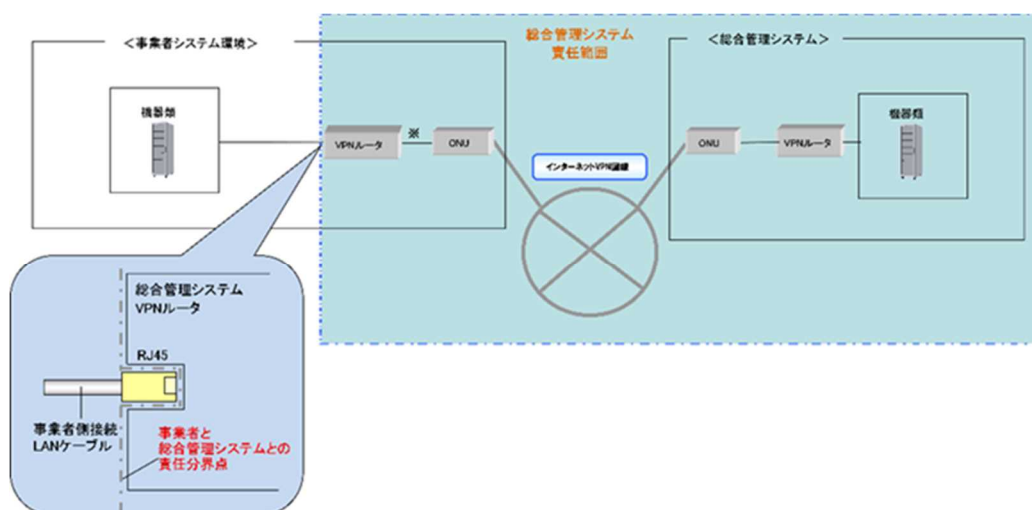 <事業者システム環境>
総合管理システム
責任範囲
<総合管理システム>
機器類
VPNルータ
※
ONU
インターネットVPN回線
ONU
VPNルータ
機器類
総合管理システム
VPNルータ
RJ45
事業者側接続
LANケーブル
事業者と
総合管理システムとの
責任分界点